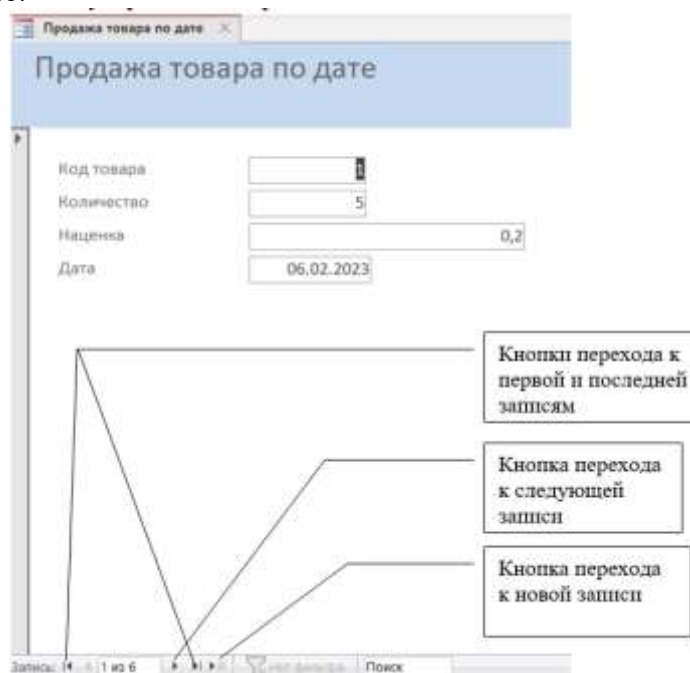 Продажа товара по дате
Продажа товара по дате
Код товара 1
Количество 5
Наценка 0,2
Дата 06.02.2023
Кнопки перехода к
первой и последней
записям
Кнопка перехода
к следующей
записи
Кнопка перехода
к новой записи
Запись: 1 из 6 Нет фильтра Поиск